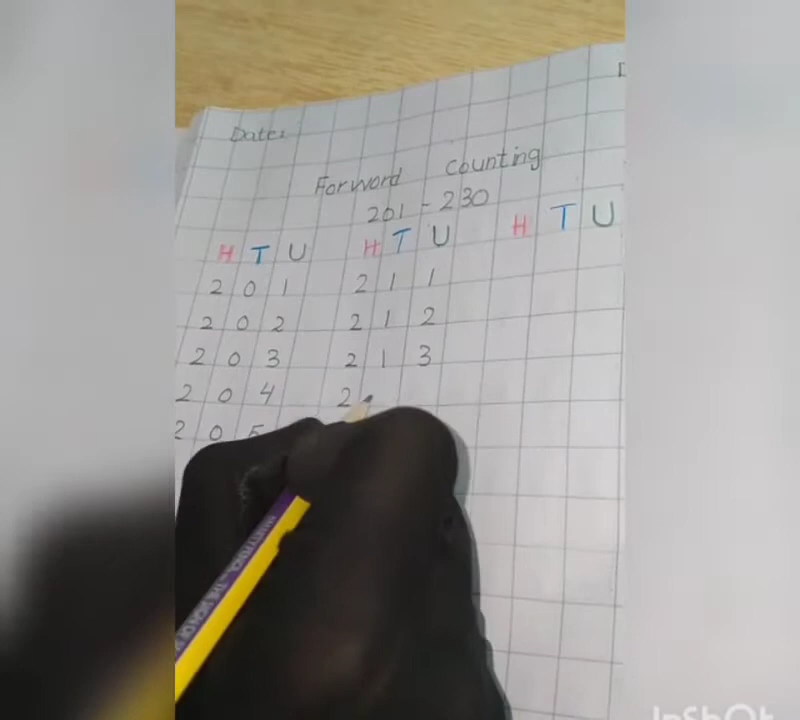 Date:
Forword counting
201 - 230
H T U H T U H T U
2 0 1 2 1 1
2 0 2 2 1 2
2 0 3 2 1 3
2 0 4 2
2 0 5
InShOt